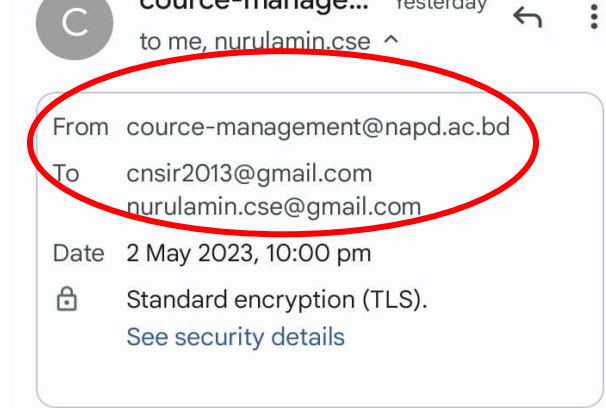 C
cource-manage... Yesterday
to me, nurulamin.cse
From cource-management@napd.ac.bd
To cnsir2013@gmail.com
nurulamin.cse@gmail.com
Date 2 May 2023, 10:00 pm
Standard encryption (TLS).
See security details